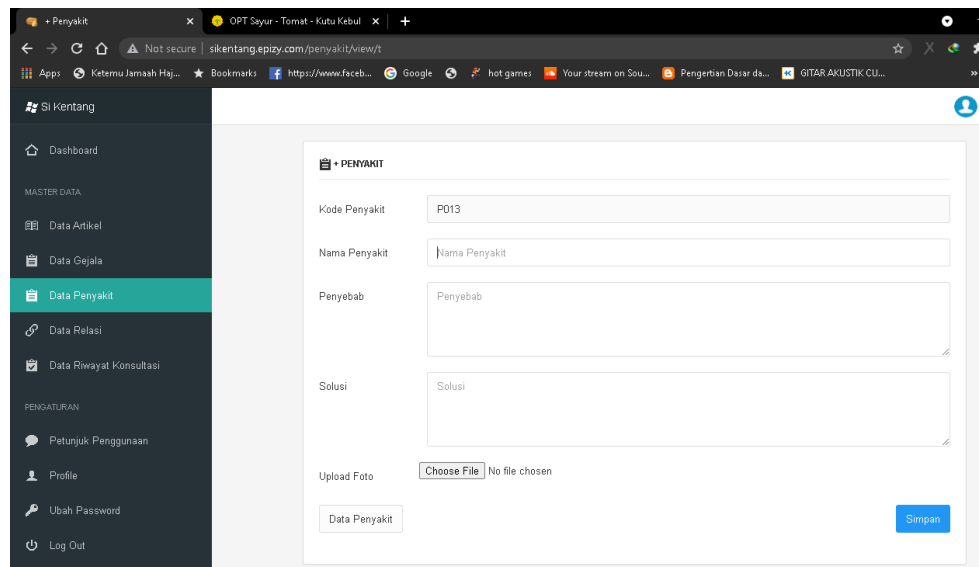 + Penyakit
OPT Sayur - Tomat - Kutu Kebul
Not secure | sikentang.epizy.com/penyakit/view/t
Apps Ketemu Jamaah Haj... Bookmarks https://www.faceb... Google hot games Your stream on Sou... Pengertian Dasar da... GITAR AKUSTIK CU... »
Si Kentang
Dashboard
MASTER DATA
Data Artikel
Data Gejala
Data Penyakit
Data Relasi
Data Riwayat Konsultasi
PENGATURAN
Petunjuk Penggunaan
Profile
Ubah Password
Log Out
+ PENYAKIT
Kode Penyakit P013
Nama Penyakit Nama Penyakit
Penyebab Penyebab
Solusi Solusi
Upload Foto Choose File No file chosen
Data Penyakit Simpan